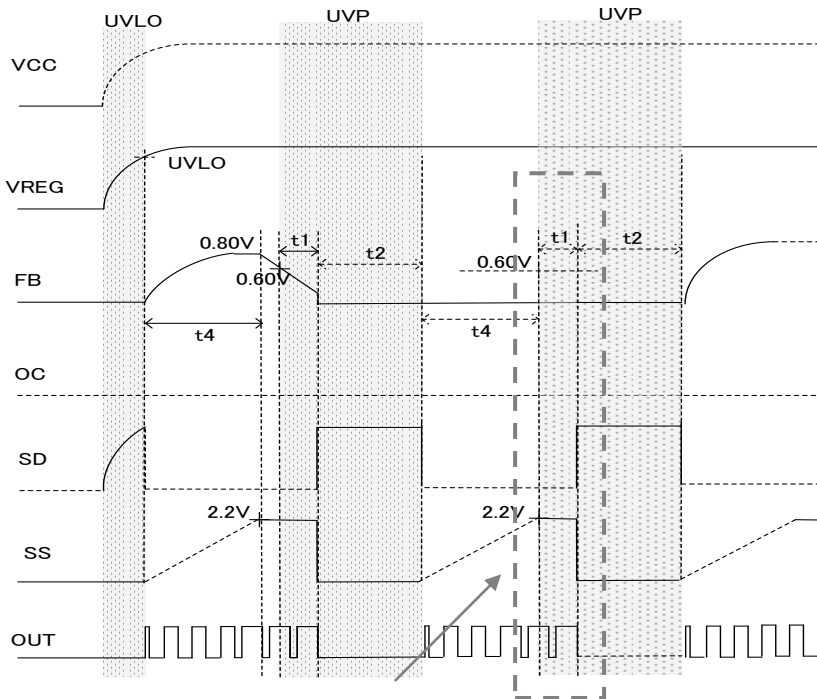 UVLO UVP UVP
VCC
UVLO
VREG
0.80V t1 t2 0.60V t1 t2
0.60V
FB
t4 t4
OC
SD
2.2V 2.2V
SS
OUT